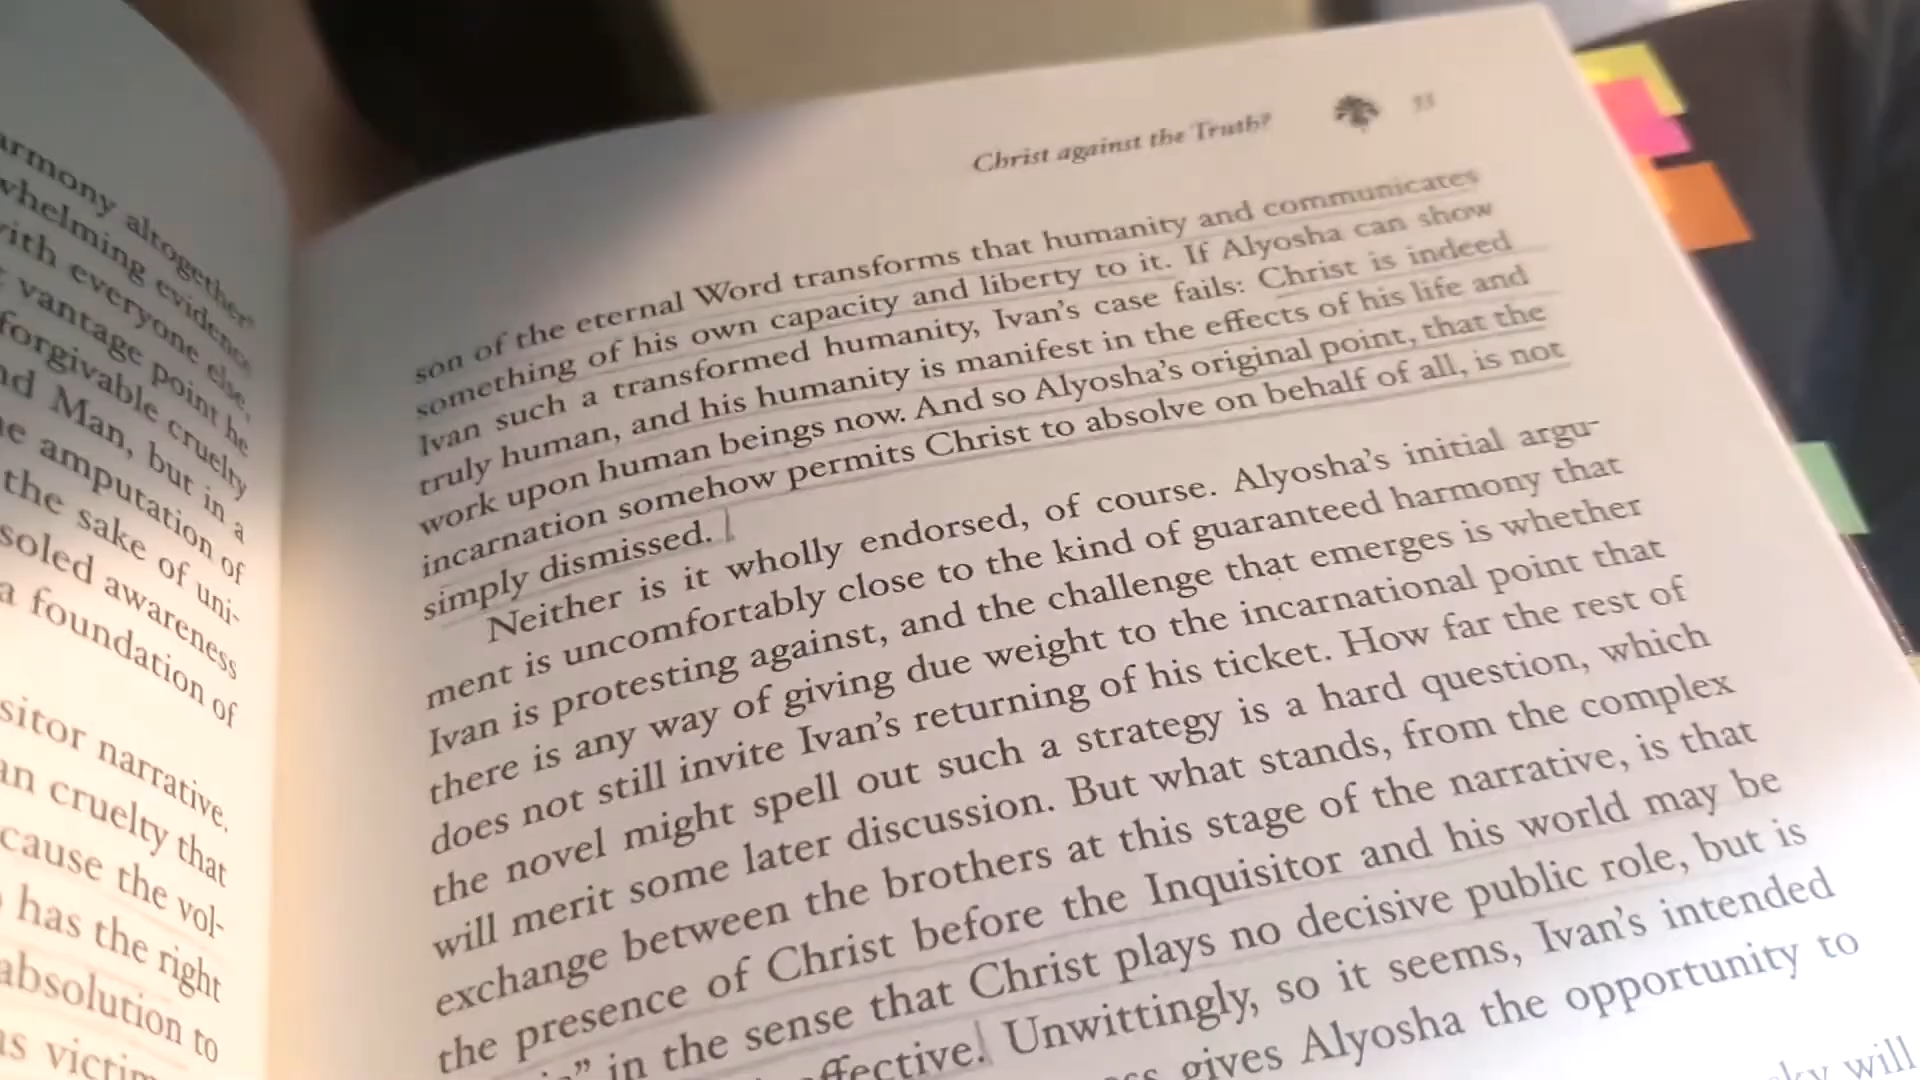 armony altogether"
whelming evidence
with everyone else,
vantage point he
forgivable cruelty
nd Man, but in a
he amputation of
the sake of uni-
soled awareness
a foundation of
sitor narrative.
an cruelty that
cause the vol-
has the right
absolution to
as victim
Christ against the Truth?
son of the eternal Word transforms that humanity and communicates
something of his own capacity and liberty to it. If Alyosha can show
Ivan such a transformed humanity, Ivan's case fails: Christ is indeed
truly human, and his humanity is manifest in the effects of his life and
work upon human beings now. And so Alyosha's original point, that the
incarnation somehow permits Christ to absolve on behalf of all, is not
simply dismissed.
Neither is it wholly endorsed, of course. Alyosha's initial argu-
ment is uncomfortably close to the kind of guaranteed harmony that
Ivan is protesting against, and the challenge that emerges is whether
there is any way of giving due weight to the incarnational point that
does not still invite Ivan's returning of his ticket. How far the rest of
the novel might spell out such a strategy is a hard question, which
will merit some later discussion. But what stands, from the complex
exchange between the brothers at this stage of the narrative, is that
the presence of Christ before the Inquisitor and his world may be
" in the sense that Christ plays no decisive public role, but is
ffective. Unwittingly, so it seems, Ivan's intended
gives Alyosha the opportunity to
will